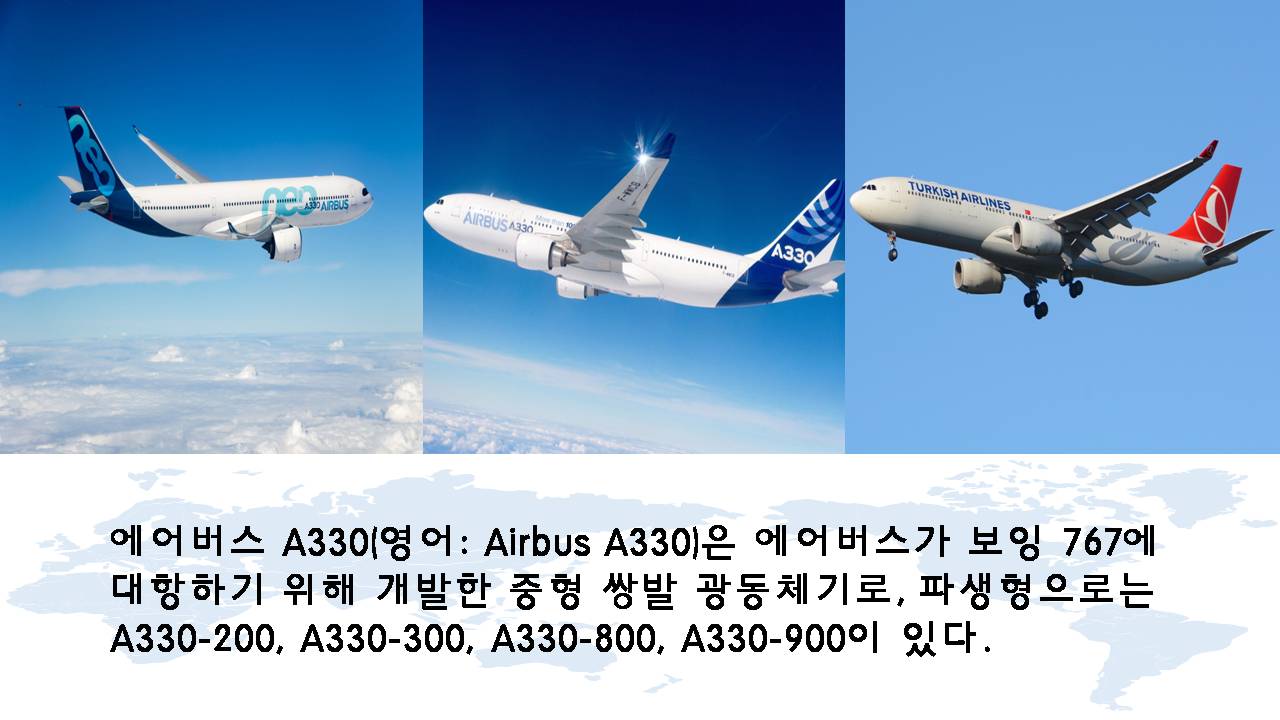 neo
A330 AIRBUS
AIRBUS A330
F-WWCB
A330
TURKISH AIRLINES
에어버스 A330(영어: Airbus A330)은 에어버스가 보잉 767에
대항하기 위해 개발한 중형 쌍발 광동체기로, 파생형으로는
A330-200, A330-300, A330-800, A330-900이 있다.